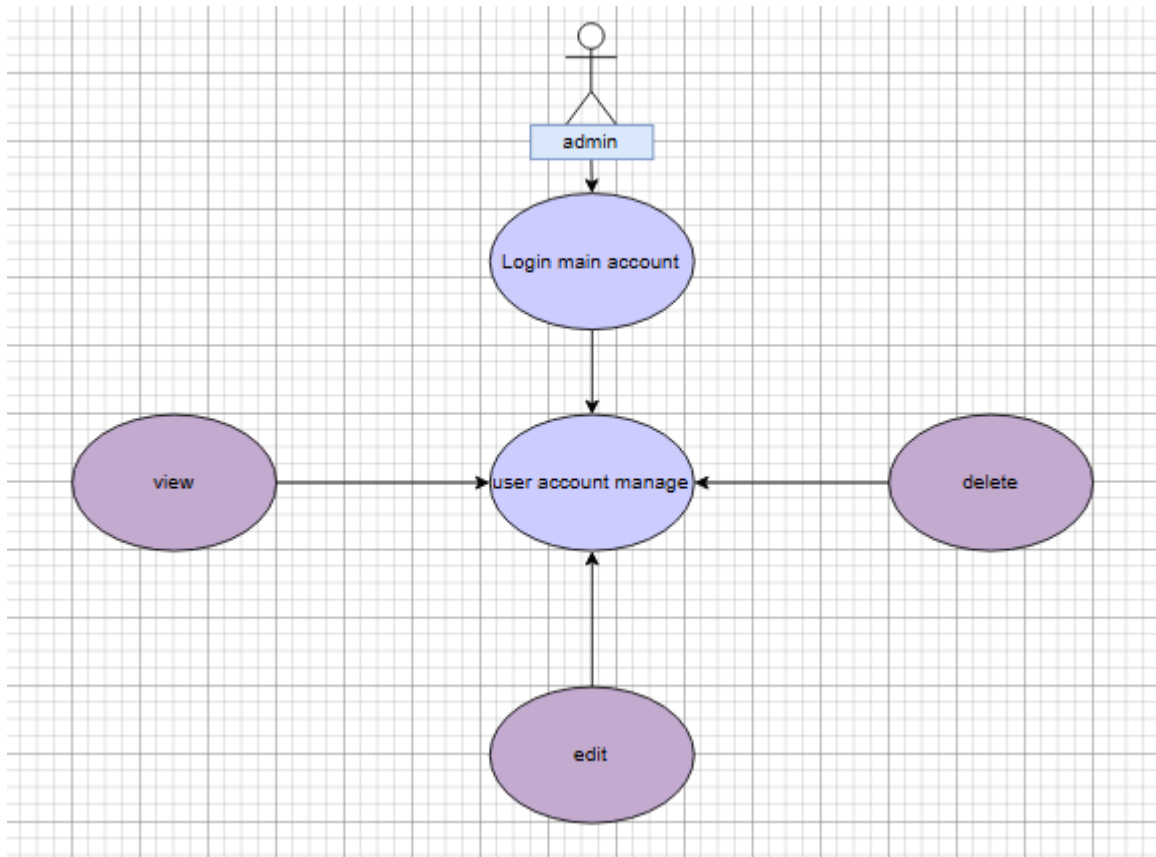 admin
Login main account
view
user account manage
delete
edit